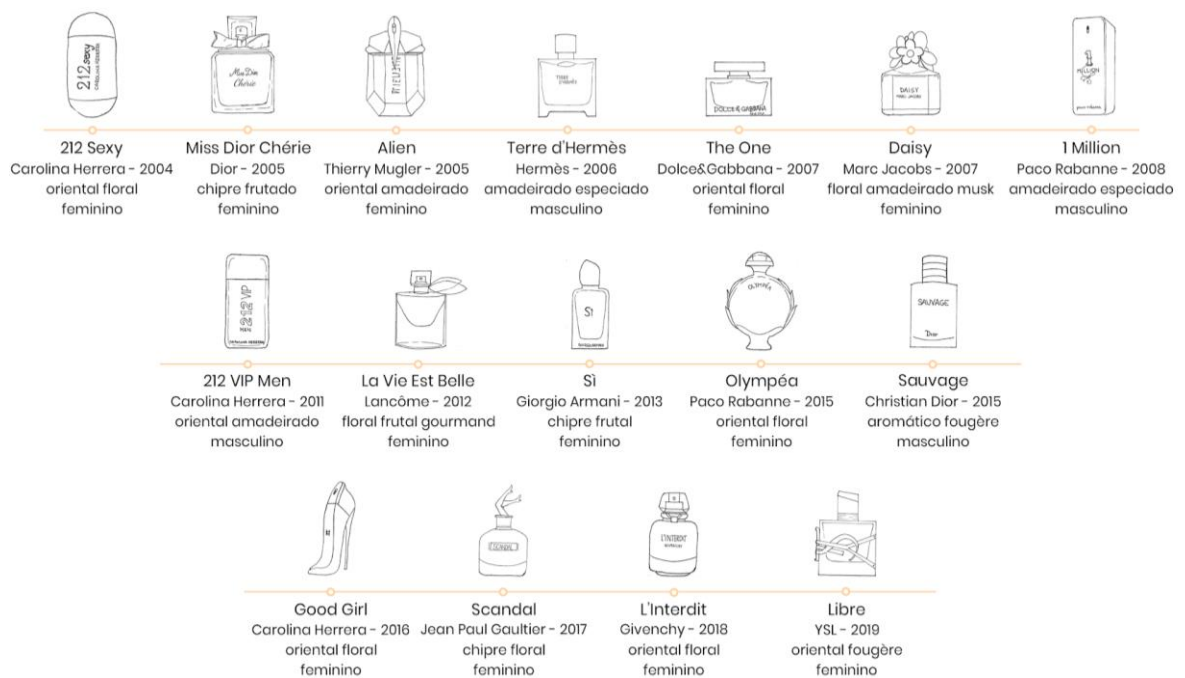 212 Sexy
Carolina Herrera - 2004
oriental floral
feminino
Miss Dior Chérie
Dior - 2005
chipre frutado
feminino
Alien
Thierry Mugler - 2005
oriental amadeirado
feminino
Terre d'Hermès
Hermès - 2006
amadeirado especiado
masculino
The One
Dolce&Gabbana - 2007
oriental floral
feminino
Daisy
Marc Jacobs - 2007
floral amadeirado musk
feminino
1 Million
Paco Rabanne - 2008
amadeirado especiado
masculino
212 VIP Men
Carolina Herrera - 2011
oriental amadeirado
masculino
La Vie Est Belle
Lancôme - 2012
floral frutal gourmand
feminino
Sì
Giorgio Armani - 2013
chipre frutal
feminino
Olympéa
Paco Rabanne - 2015
oriental floral
feminino
Sauvage
Christian Dior - 2015
aromático fougère
masculino
Good Girl
Carolina Herrera - 2016
oriental floral
feminino
Scandal
Jean Paul Gaultier - 2017
chipre floral
feminino
L'Interdit
Givenchy - 2018
oriental floral
feminino
Libre
YSL - 2019
oriental fougère
feminino